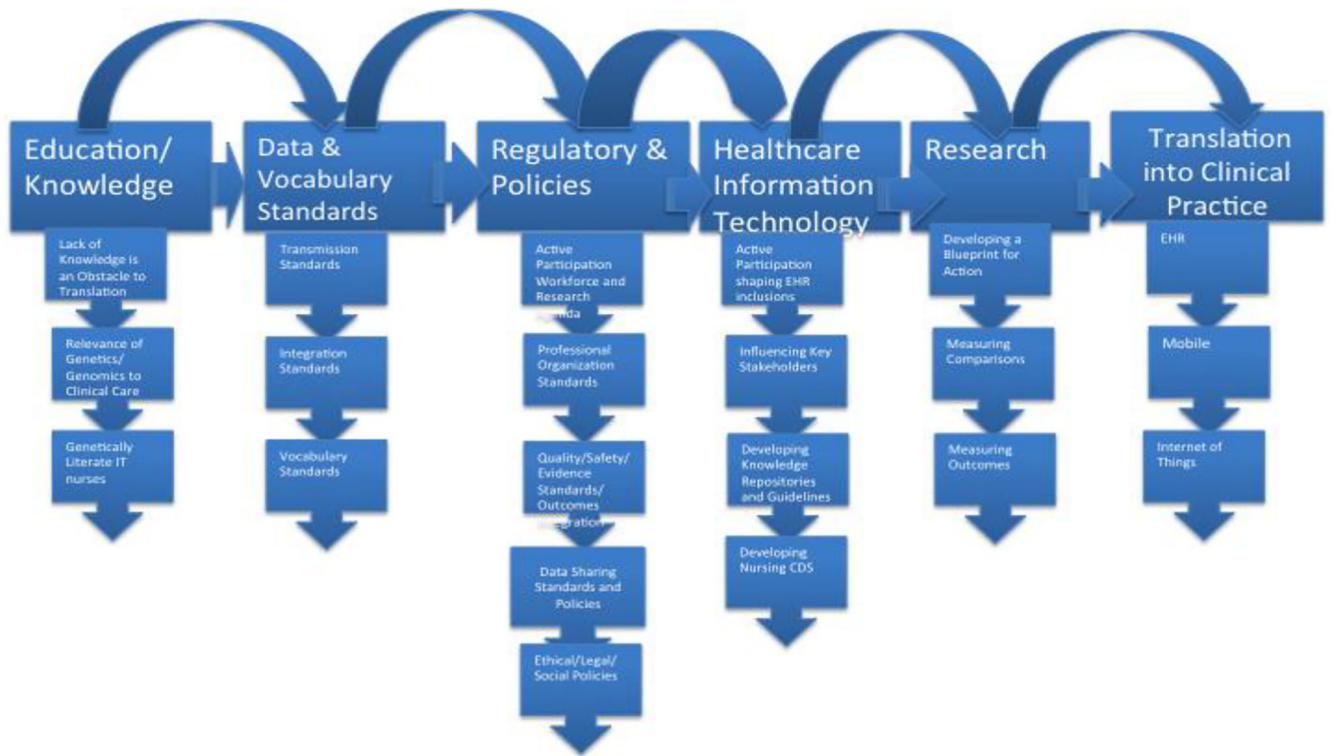 Education/
Knowledge
Data &
Vocabulary
Standards
Regulatory &
Policies
Healthcare
Information
Technology
Research
Translation
into Clinical
Practice
Lack of
Knowledge is
an Obstacle to
Translation
Relevance of
Genetics/
Genomics to
Clinical Care
Genetically
Literate IT
nurses
Transmission
Standards
Integration
Standards
Vocabulary
Standards
Active
Participation
Workforce and
Research
Professional
Organization
Standards
Quality/Safety/
Evidence
Standards/
Outcomes
Data Sharing
Standards and
Policies
Ethical/Legal/
Social Policies
Active
Participation
shaping EHR
inclusions
Influencing Key
Stakeholders
Developing
Knowledge
Repositories
and Guidelines
Developing
Nursing CDS
Developing a
Blueprint for
Action
Measuring
Comparisons
Measuring
Outcomes
EHR
Mobile
Internet of
Things